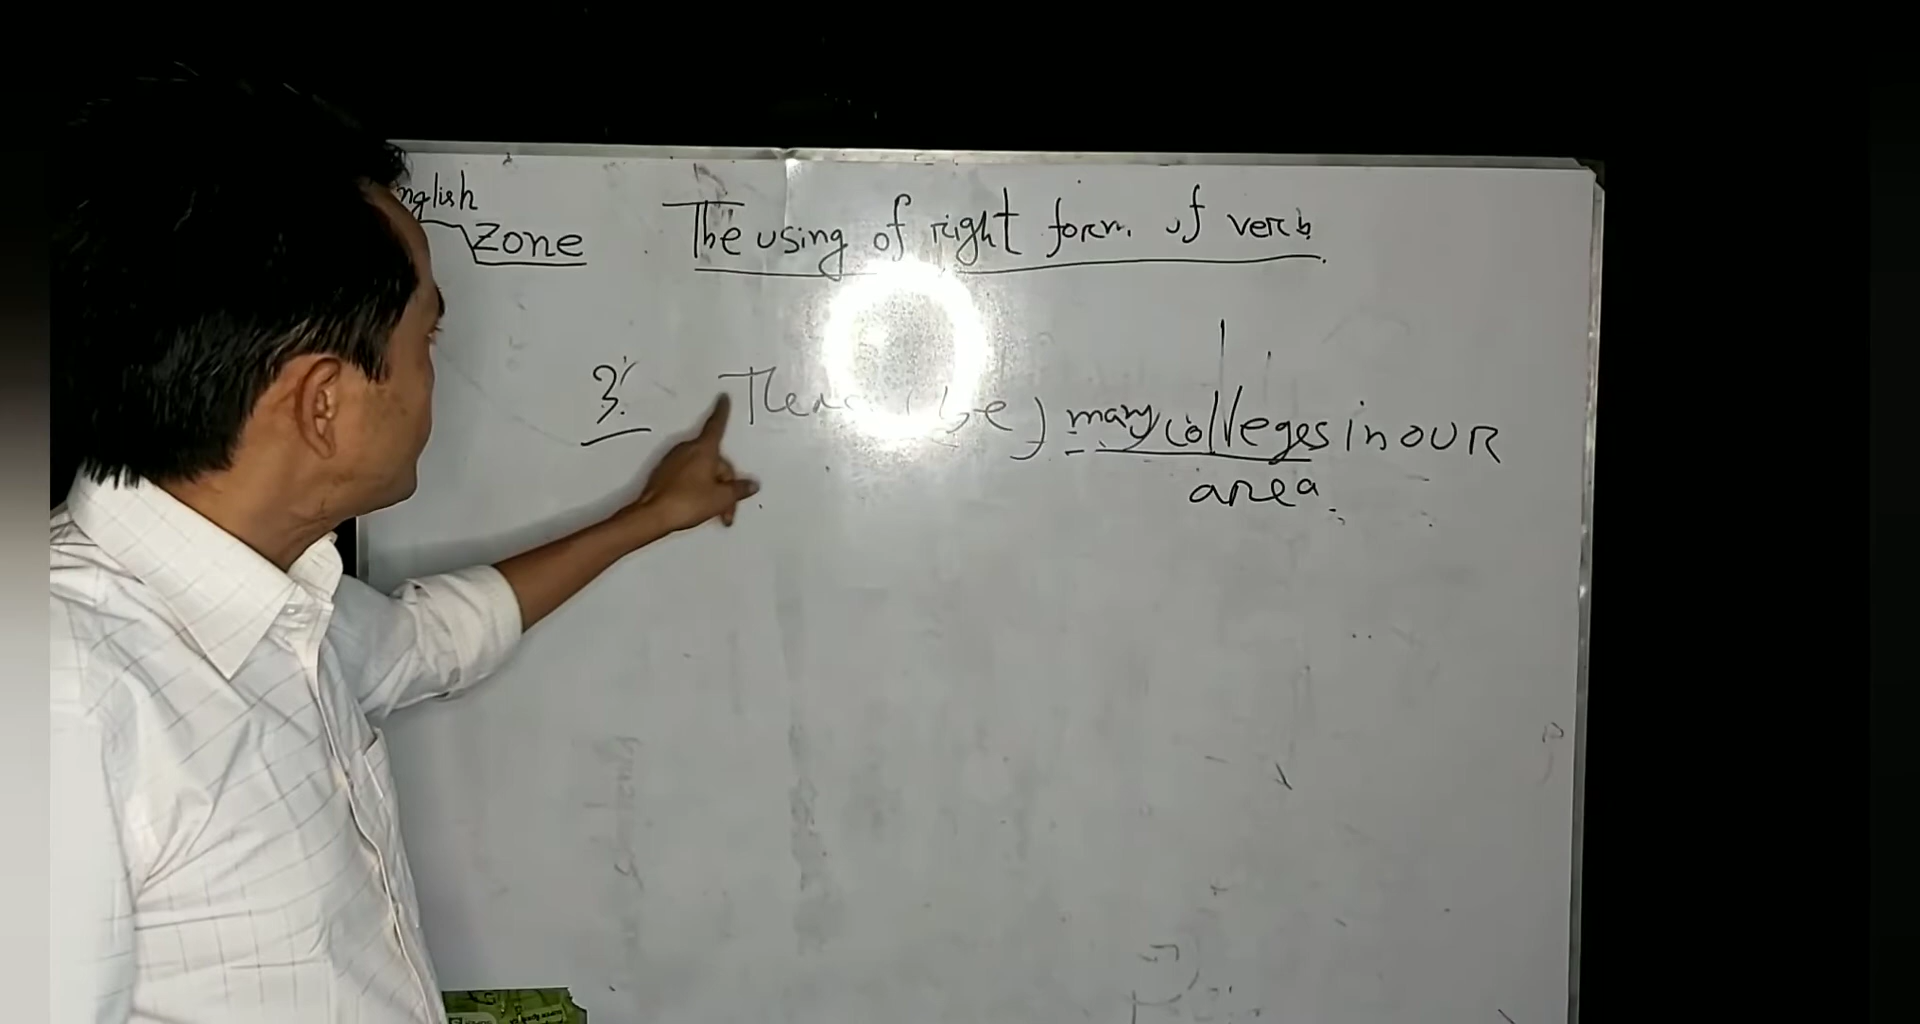 nglish
Zone
The using of right form of verb.
3. There (be) many colleges in our
area.